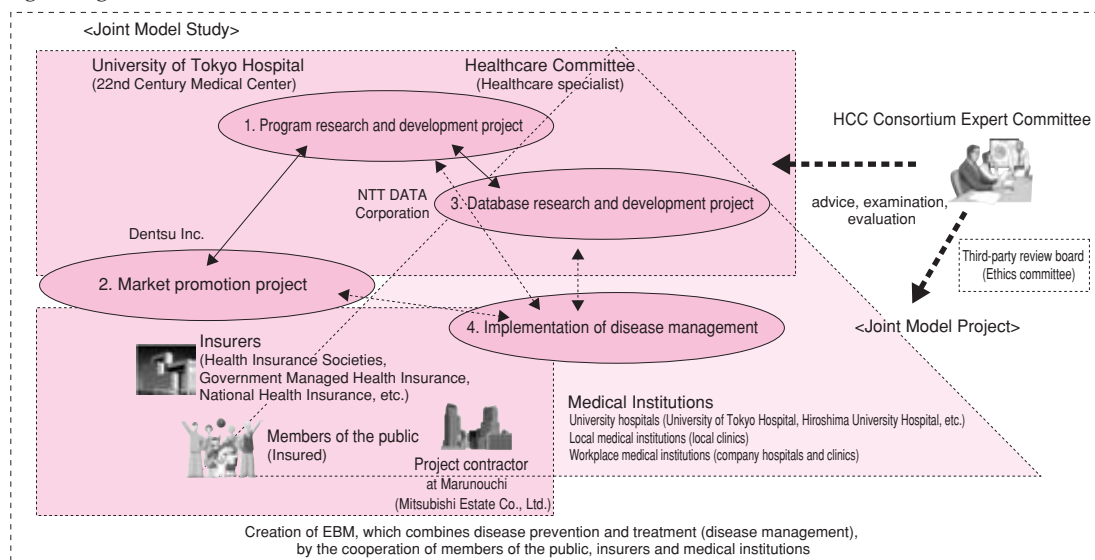 <Joint Model Study>
University of Tokyo Hospital
(22nd Century Medical Center)
Healthcare Committee
(Healthcare specialist)
1. Program research and development project
HCC Consortium Expert Committee
NTT DATA
Corporation
3. Database research and development project
advice, examination,
evaluation
Dentsu Inc.
Third-party review board
(Ethics committee)
2. Market promotion project
4. Implementation of disease management
<Joint Model Project>
Insurers
(Health Insurance Societies,
Government Managed Health Insurance,
National Health Insurance, etc.)
Members of the public
(Insured)
Project contractor
at Marunouchi
(Mitsubishi Estate Co., Ltd.)
Medical Institutions
University hospitals (University of Tokyo Hospital, Hiroshima University Hospital, etc.)
Local medical institutions (local clinics)
Workplace medical institutions (company hospitals and clinics)
Creation of EBM, which combines disease prevention and treatment (disease management),
by the cooperation of members of the public, insurers and medical institutions